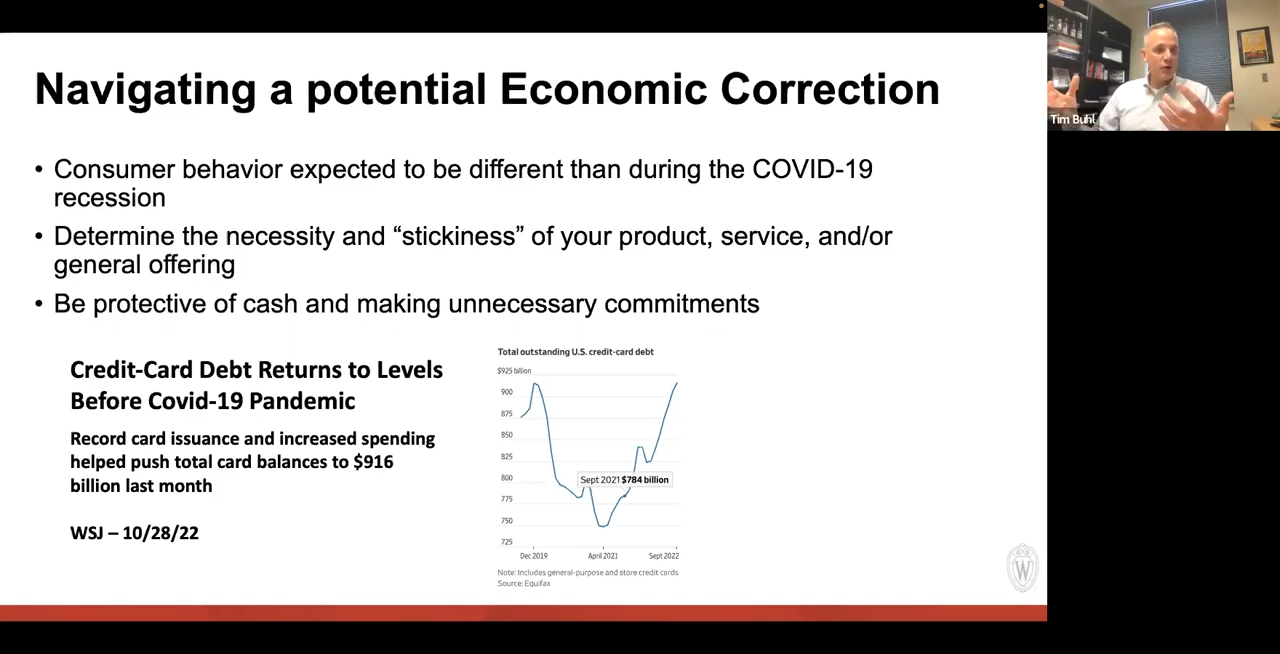 Navigating a potential Economic Correction
• Consumer behavior expected to be different than during the COVID-19
recession
• Determine the necessity and “stickiness” of your product, service, and/or
general offering
• Be protective of cash and making unnecessary commitments
Credit-Card Debt Returns to Levels
Before Covid-19 Pandemic
Record card issuance and increased spending
helped push total card balances to $916
billion last month
WSJ – 10/28/22
Total outstanding U.S. credit-card debt
$925 billion
900
875
850
825
800
775
750
725
Sept 2021 $784 billion
Dec 2019
April 2021
Sept 2022
Note: Includes general-purpose and store credit cards
Source: Equifax
W
Tim Buhl